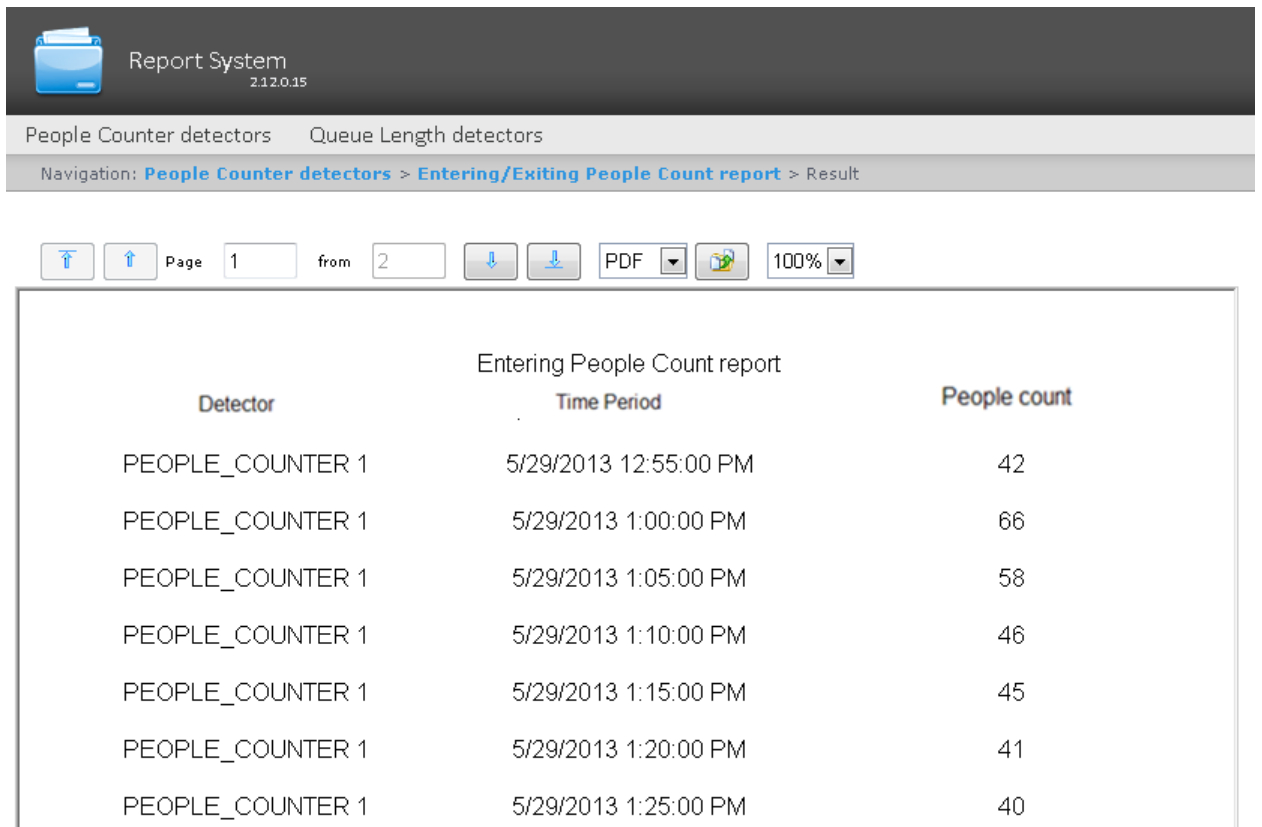 Report System
2.12.0.15
People Counter detectors Queue Length detectors
Navigation: People Counter detectors > Entering/Exiting People Count report > Result
Page 1 from 2 PDF 100%
Entering People Count report
Detector Time Period People count
PEOPLE_COUNTER 1 5/29/2013 12:55:00 PM 42
PEOPLE_COUNTER 1 5/29/2013 1:00:00 PM 66
PEOPLE_COUNTER 1 5/29/2013 1:05:00 PM 58
PEOPLE_COUNTER 1 5/29/2013 1:10:00 PM 46
PEOPLE_COUNTER 1 5/29/2013 1:15:00 PM 45
PEOPLE_COUNTER 1 5/29/2013 1:20:00 PM 41
PEOPLE_COUNTER 1 5/29/2013 1:25:00 PM 40